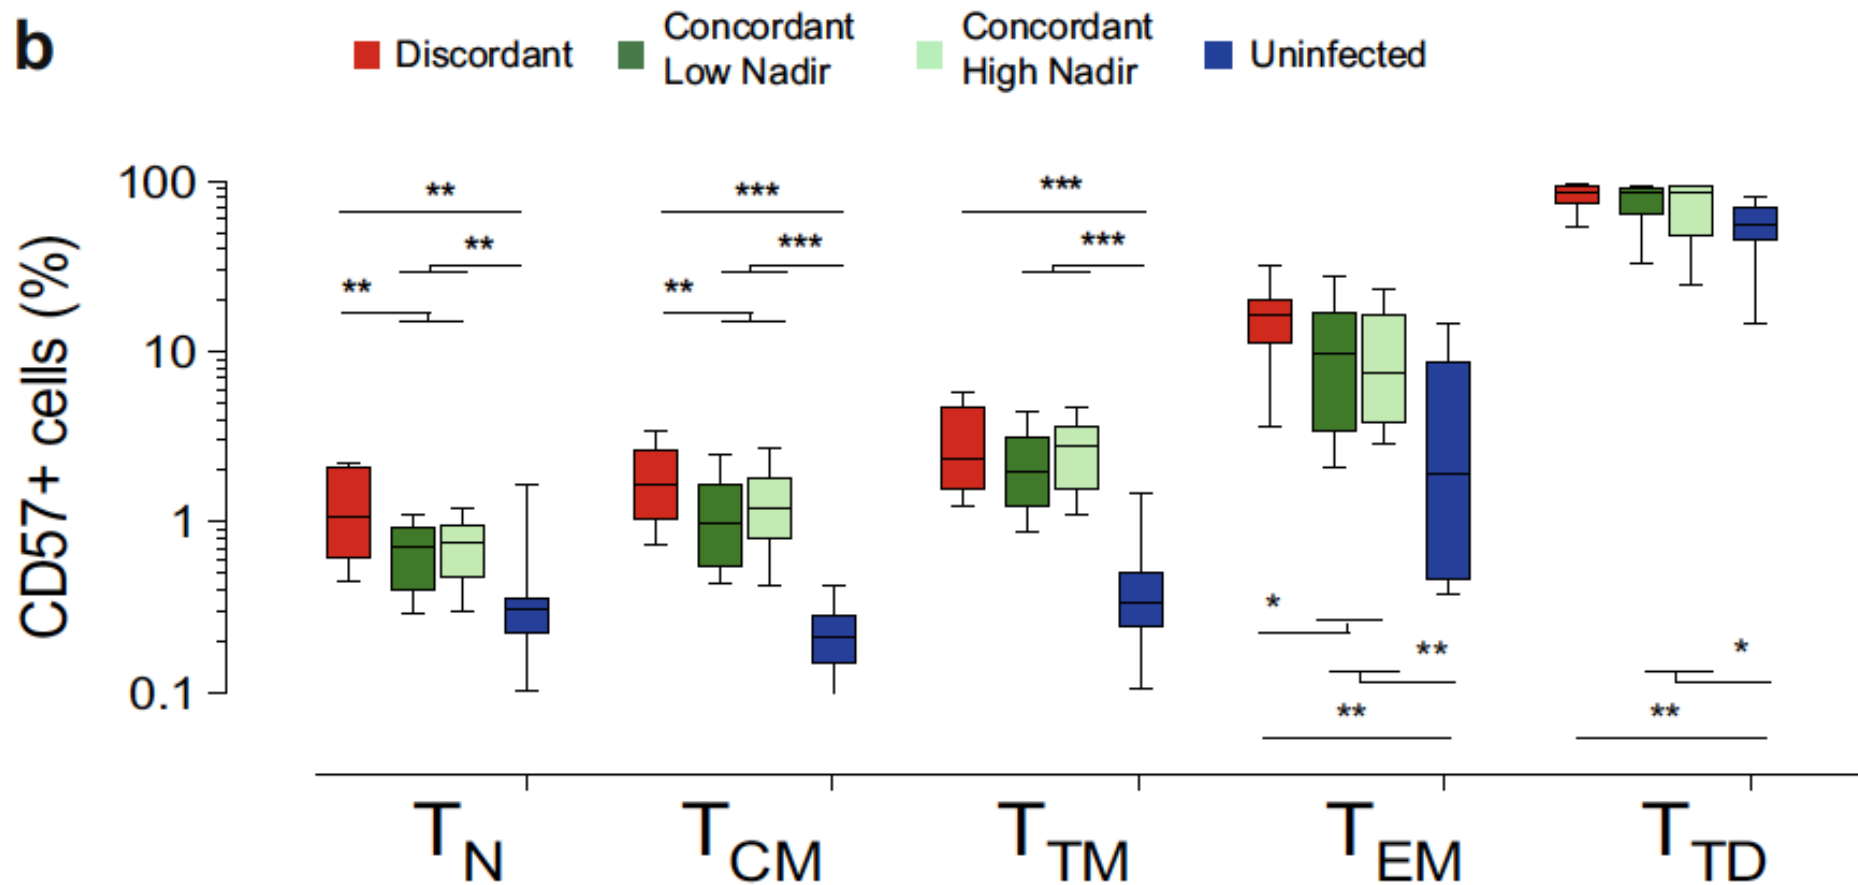 b
Discordant
Concordant
Low Nadir
Concordant
High Nadir
Uninfected
CD57+ cells (%)
100
10
1
0.1
** *** ***
** *** ***
** **
*
** *
** **
TN TCM TTM TEM TTD